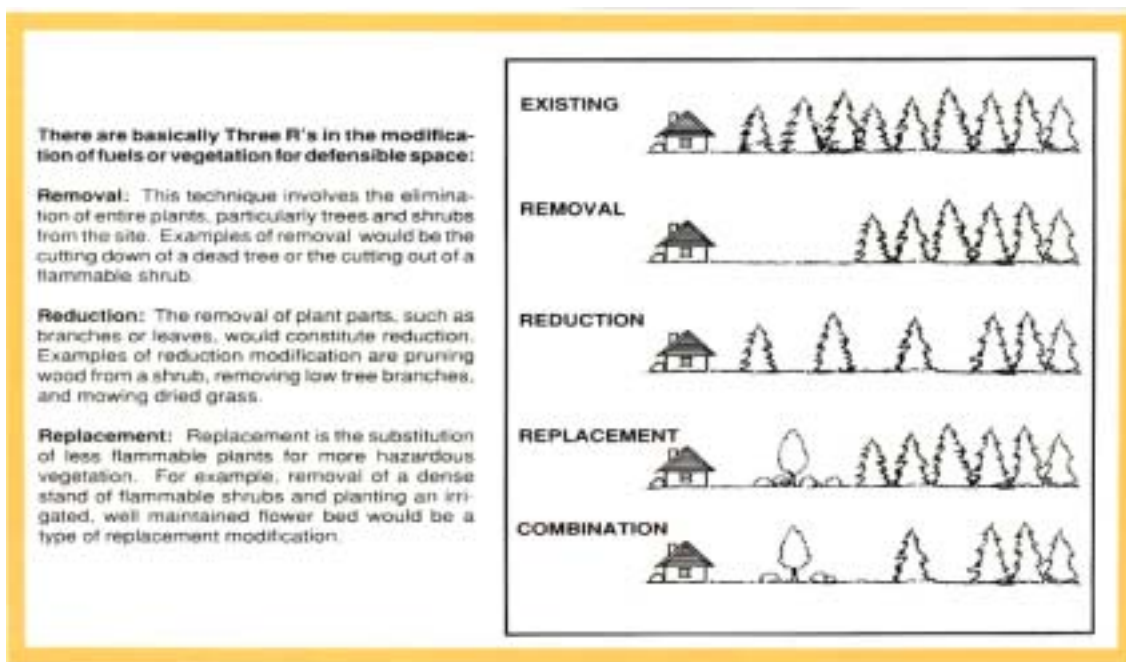 There are basically Three R's in the modifica-
tion of fuels or vegetation for defensible space:
Removal: This technique involves the elimina-
tion of entire plants, particularly trees and shrubs
from the site. Examples of removal would be the
cutting down of a dead tree or the cutting out of a
flammable shrub.
Reduction: The removal of plant parts, such as
branches or leaves, would constitute reduction.
Examples of reduction modification are pruning
wood from a shrub, removing low tree branches,
and mowing dried grass.
Replacement: Replacement is the substitution
of less flammable plants for more hazardous
vegetation. For example, removal of a dense
stand of flammable shrubs and planting an irri-
gated, well maintained flower bed would be a
type of replacement modification.
EXISTING
REMOVAL
REDUCTION
REPLACEMENT
COMBINATION